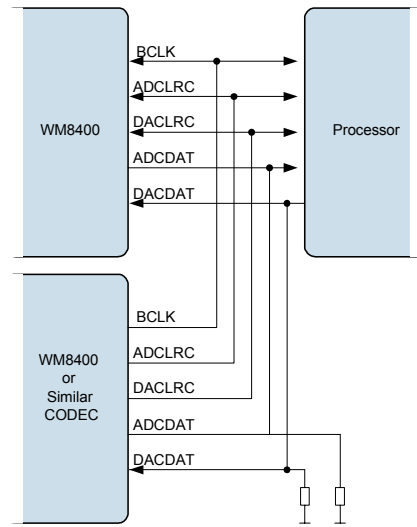 BCLK
ADCLRC
DACLRC
ADCDAT
DACDAT
WM8400
Processor
BCLK
ADCLRC
DACLRC
ADCDAT
DACDAT
WM8400
or
Similar
CODEC